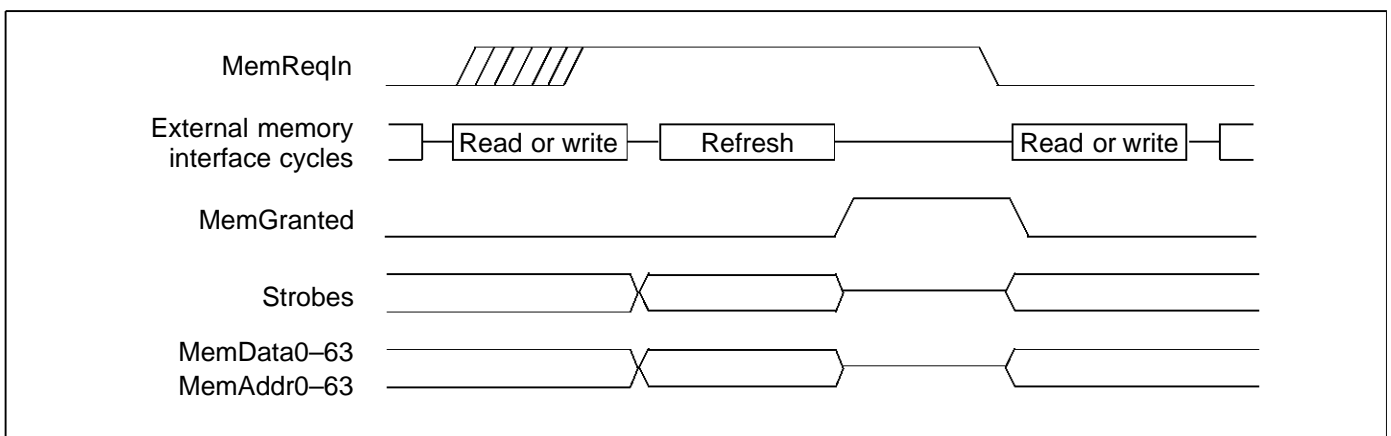 MemReqIn
External memory
interface cycles
Read or write
Refresh
Read or write
MemGranted
Strobes
MemData0–63
MemAddr0–63